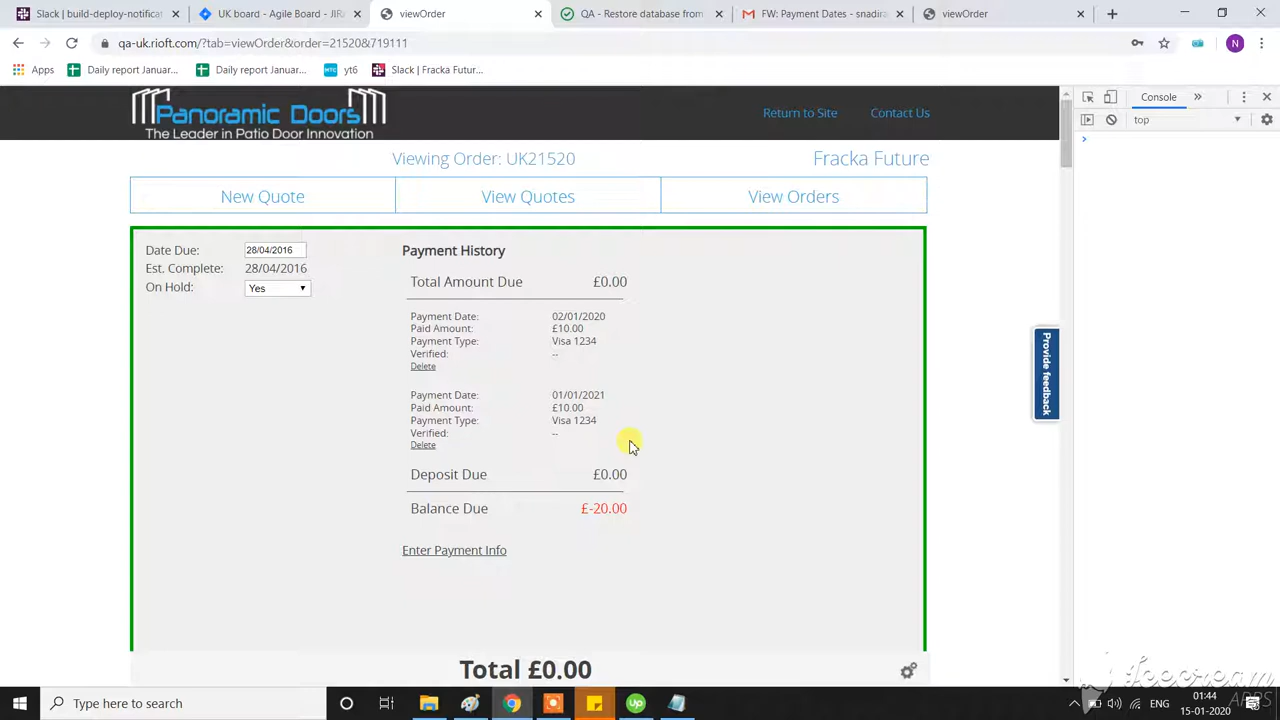 Slack | build-deploy-notificat
UK board - Agile Board - JIRA
viewOrder
QA - Restore database from
FW: Payment Dates - snadira
viewOrder
qa-uk.rioft.com/?tab=viewOrder&order=21520&719111
N
Apps
Daily report Januar...
Daily report Januar...
yt6
Slack | Fracka Futur...
Panoramic Doors
The Leader in Patio Door Innovation
Return to Site
Contact Us
Console
top
Viewing Order: UK21520
Fracka Future
New Quote
View Quotes
View Orders
Date Due:
28/04/2016
Est. Complete:
28/04/2016
On Hold:
Yes
Payment History
Total Amount Due
£0.00
Payment Date:
02/01/2020
Paid Amount:
£10.00
Payment Type:
Visa 1234
Verified:
--
Delete
Payment Date:
01/01/2021
Paid Amount:
£10.00
Payment Type:
Visa 1234
Verified:
--
Delete
Deposit Due
£0.00
Balance Due
£-20.00
Enter Payment Info
Provide feedback
Total £0.00
Icecream
APPS
Type here to search
ENG
01:44
15-01-2020